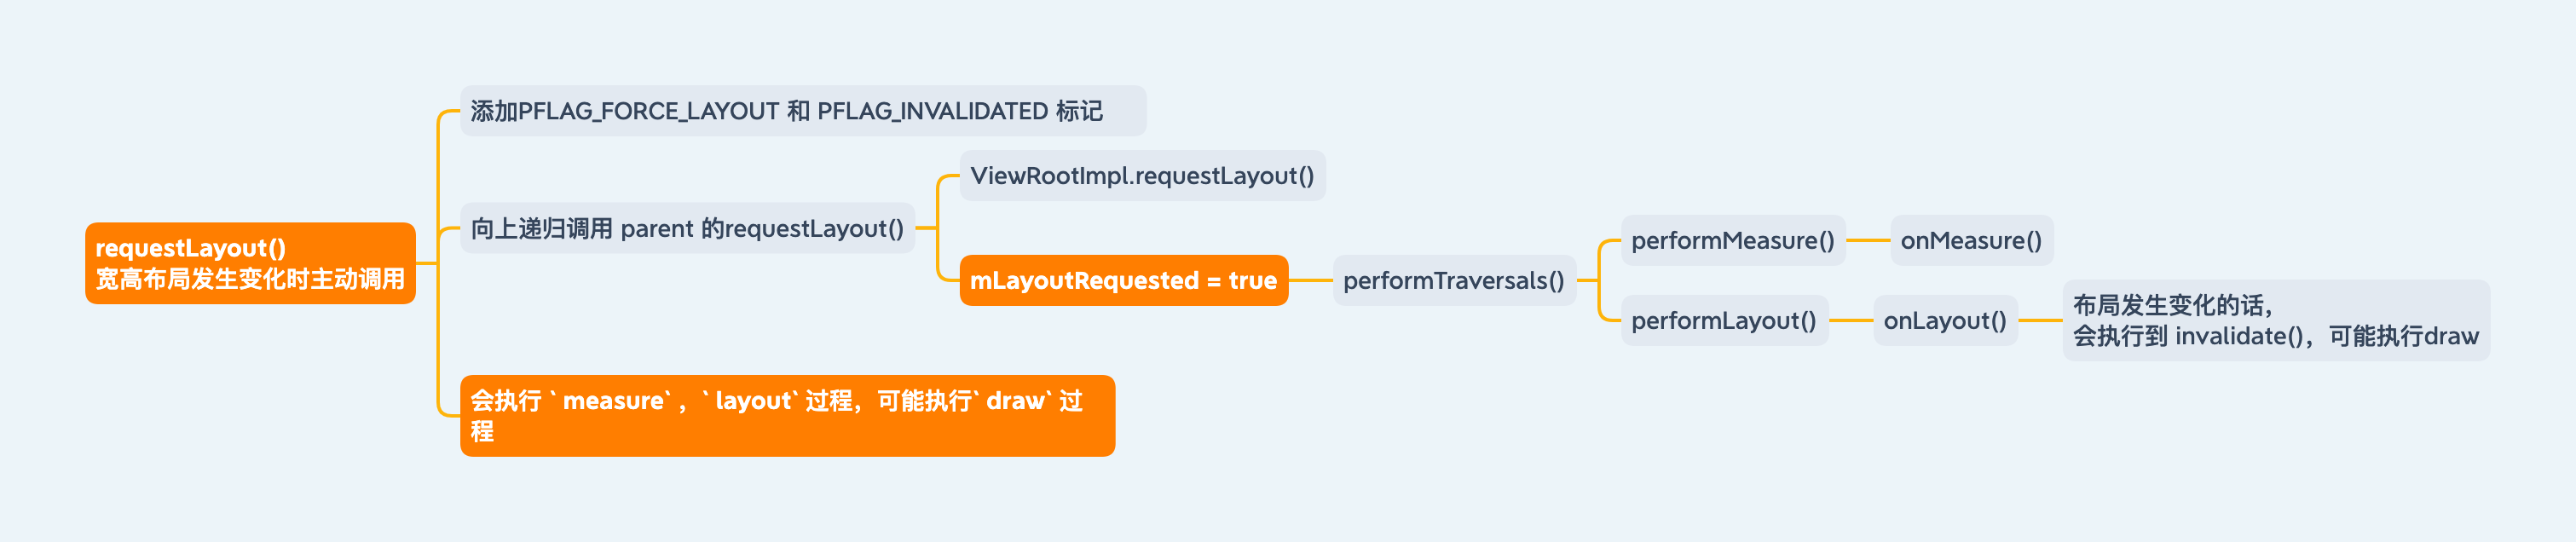 requestLayout()
宽高布局发生变化时主动调用
添加PFLAG_FORCE_LAYOUT 和 PFLAG_INVALIDATED 标记
向上递归调用 parent 的requestLayout()
ViewRootImpl.requestLayout()
mLayoutRequested = true
performTraversals()
performMeasure()
onMeasure()
performLayout()
onLayout()
布局发生变化的话，
会执行到 invalidate()，可能执行draw
会执行 `measure`，`layout`过程，可能执行`draw`过
程